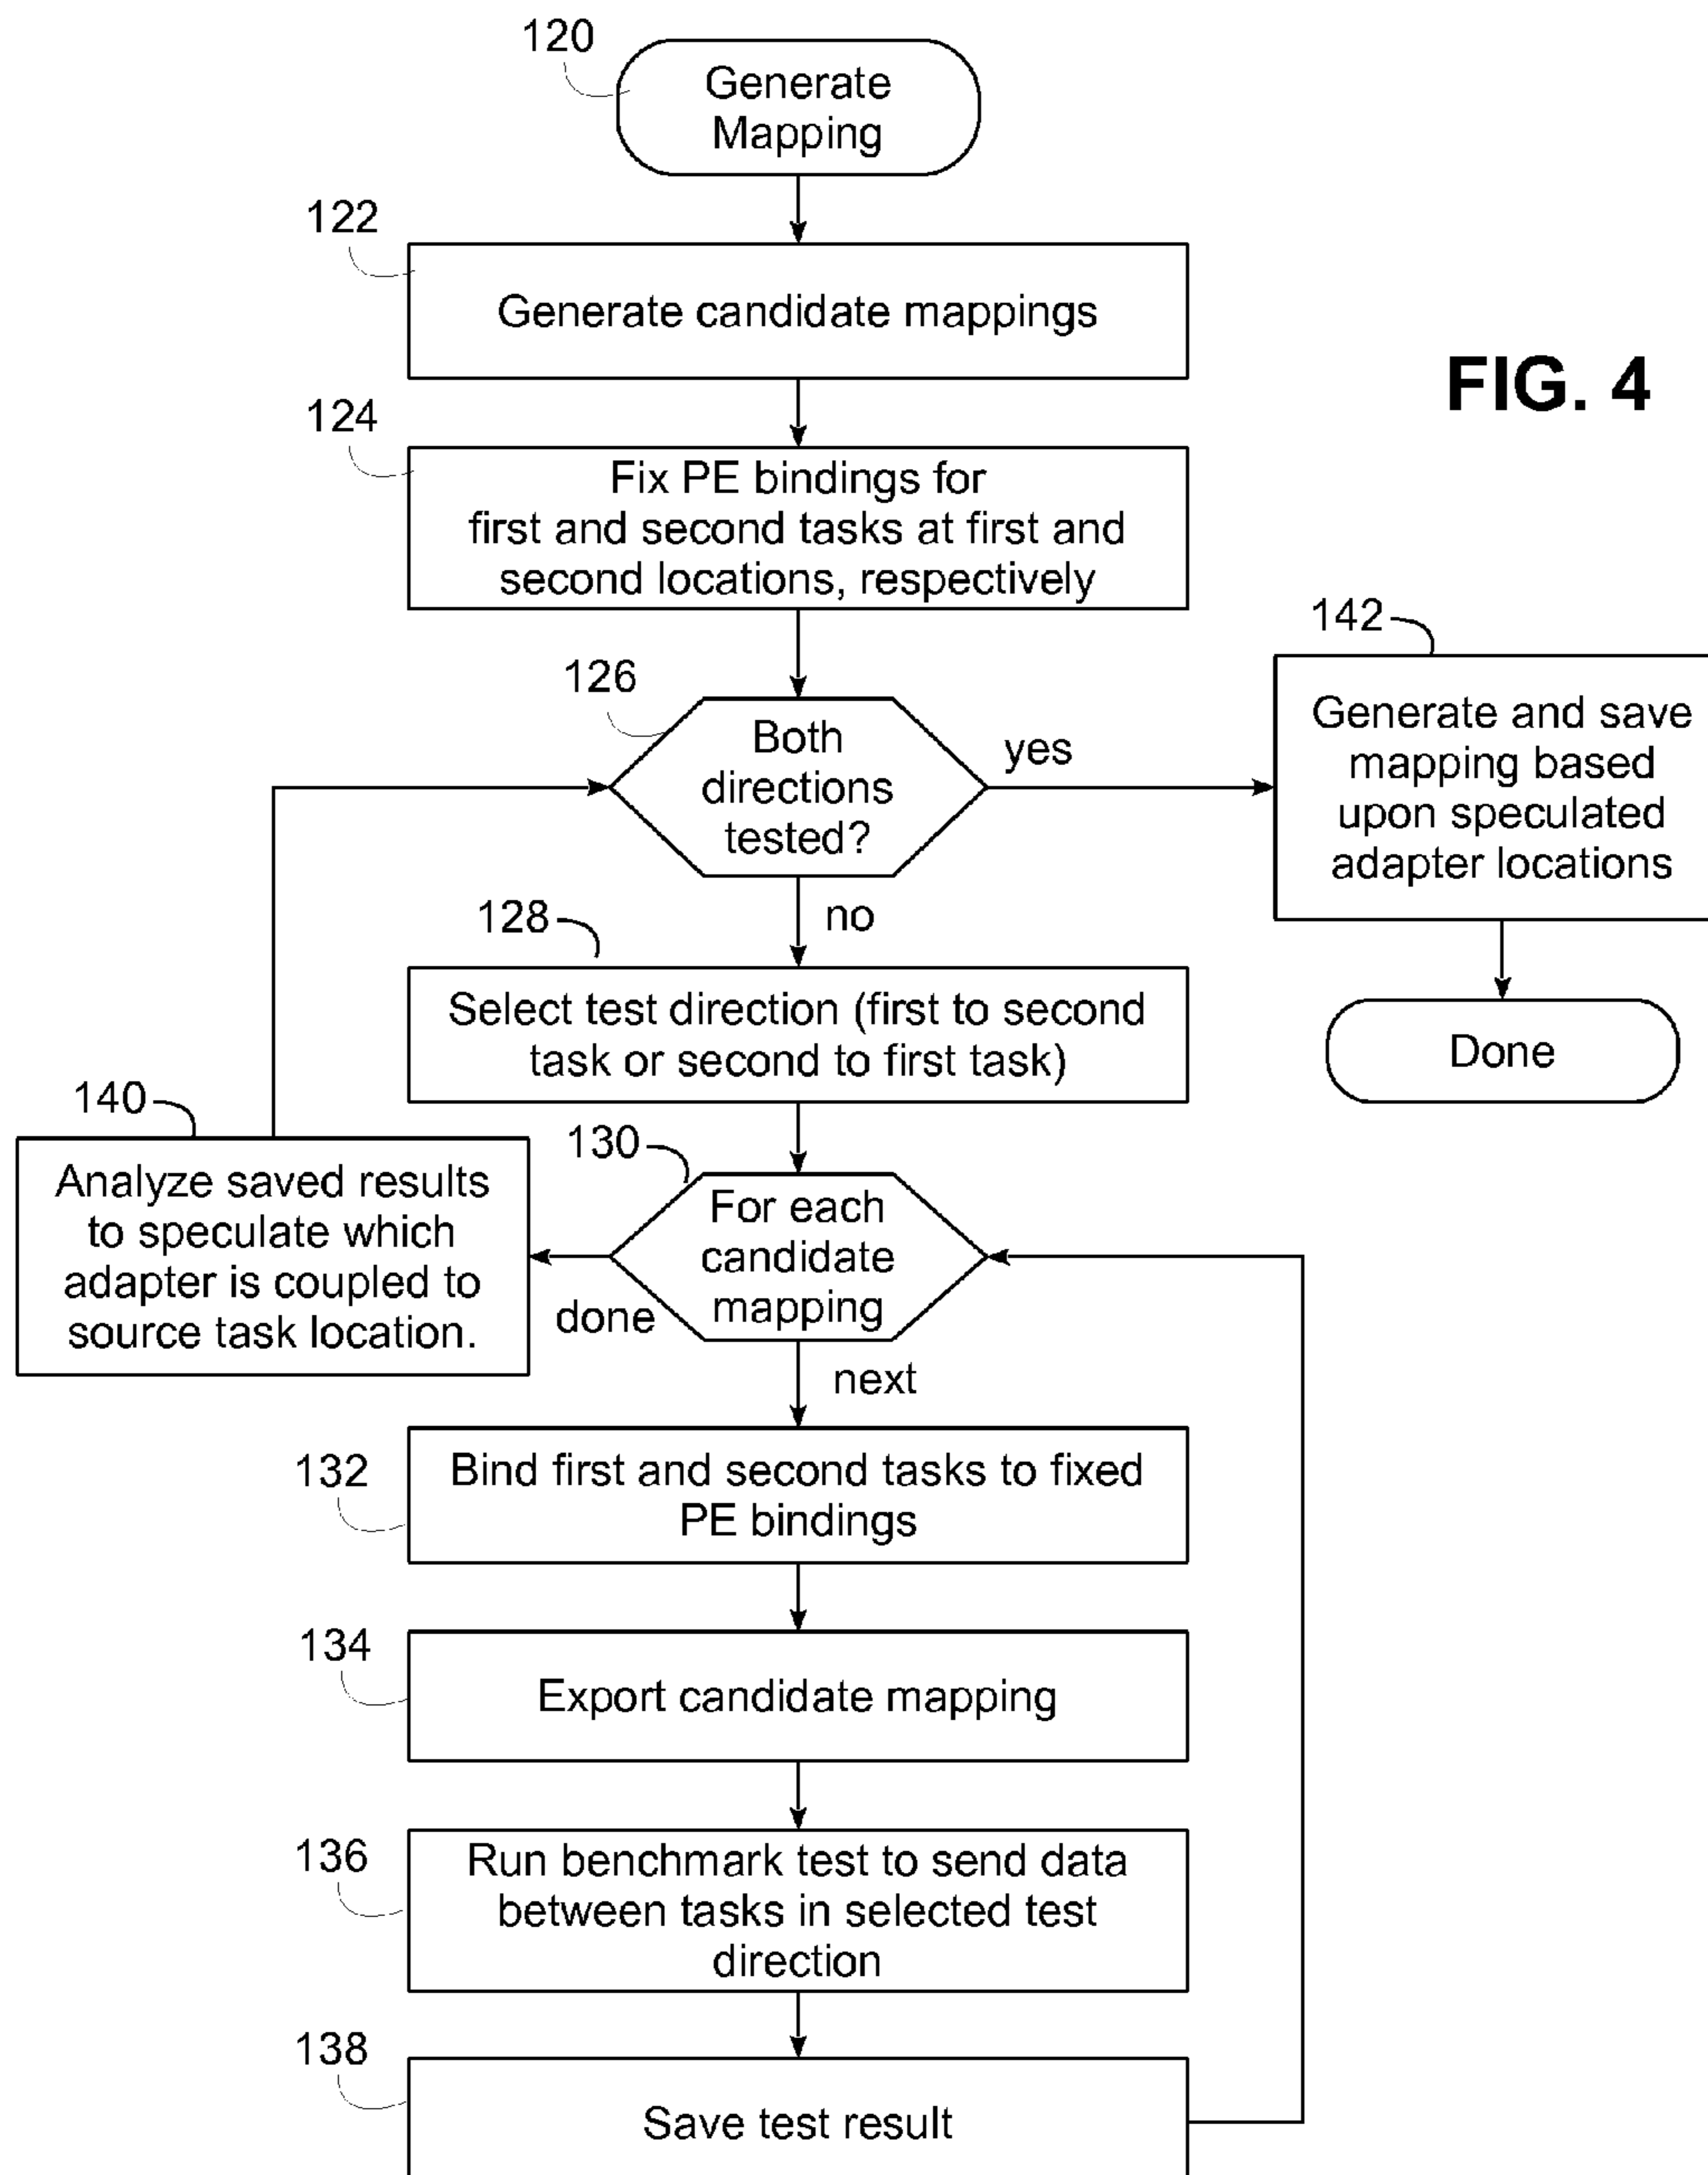 120
Generate
Mapping
122
Generate candidate mappings
FIG. 4
124
Fix PE bindings for
first and second tasks at first and
second locations, respectively
142
Generate and save
mapping based
upon speculated
adapter locations
126
Both
directions
tested?
yes
no
128
Select test direction (first to second
task or second to first task)
Done
140
Analyze saved results
to speculate which
adapter is coupled to
source task location.
130
For each
candidate
mapping
done
next
132
Bind first and second tasks to fixed
PE bindings
134
Export candidate mapping
136
Run benchmark test to send data
between tasks in selected test
direction
138
Save test result